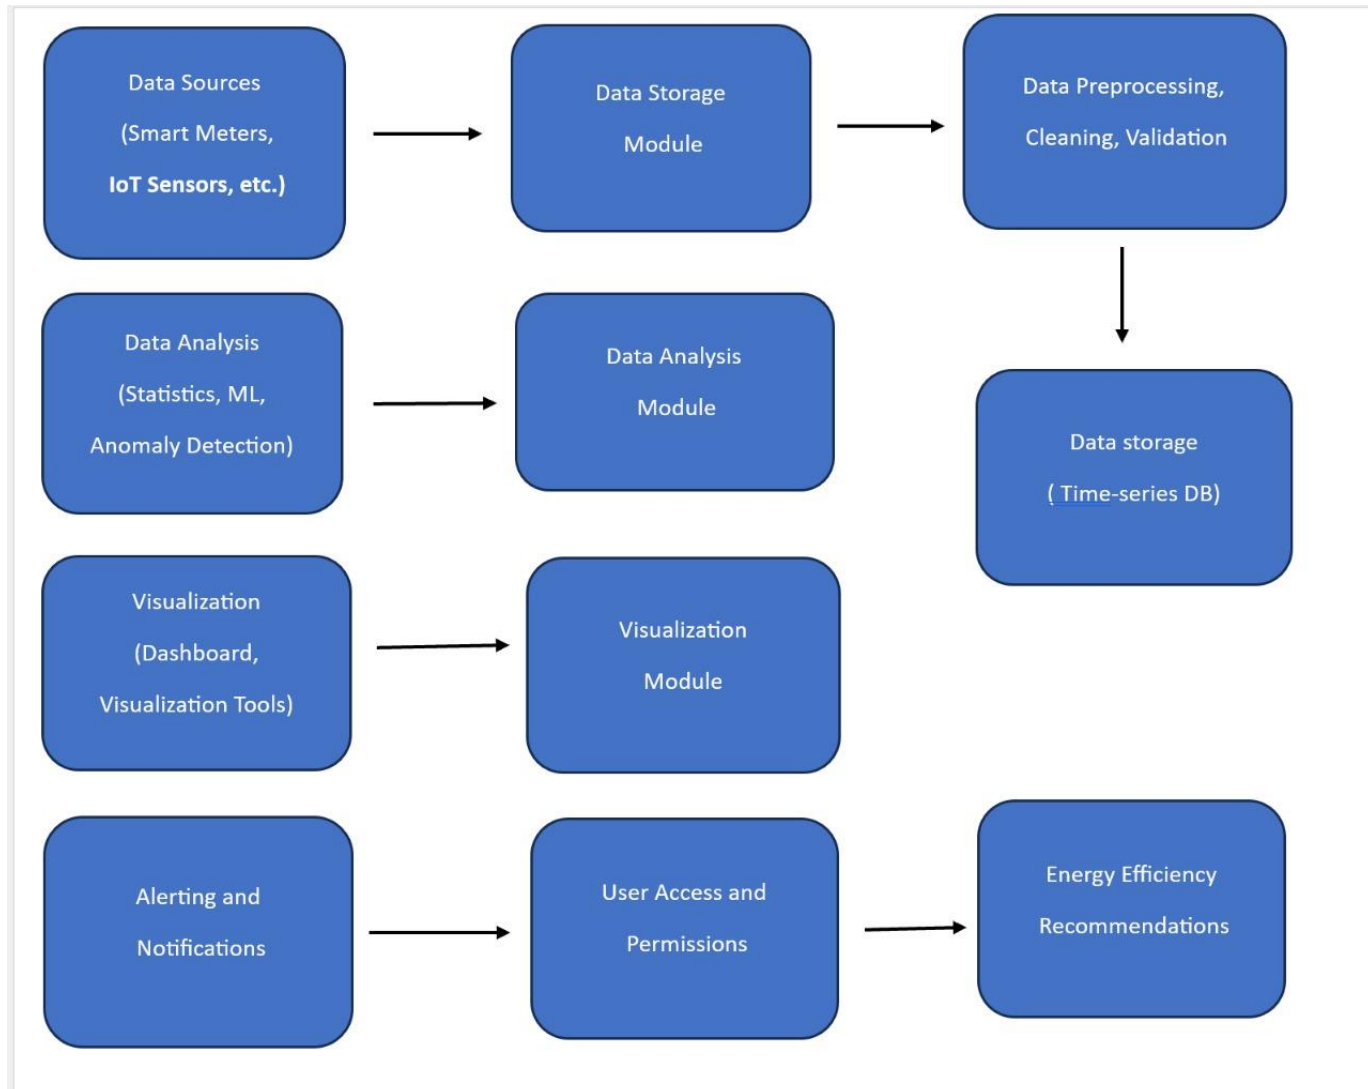 Data Sources
(Smart Meters,
IoT Sensors, etc.)
Data Storage
Module
Data Preprocessing,
Cleaning, Validation
Data Analysis
(Statistics, ML,
Anomaly Detection)
Data Analysis
Module
Data storage
( Time-series DB)
Visualization
(Dashboard,
Visualization Tools)
Visualization
Module
Alerting and
Notifications
User Access and
Permissions
Energy Efficiency
Recommendations